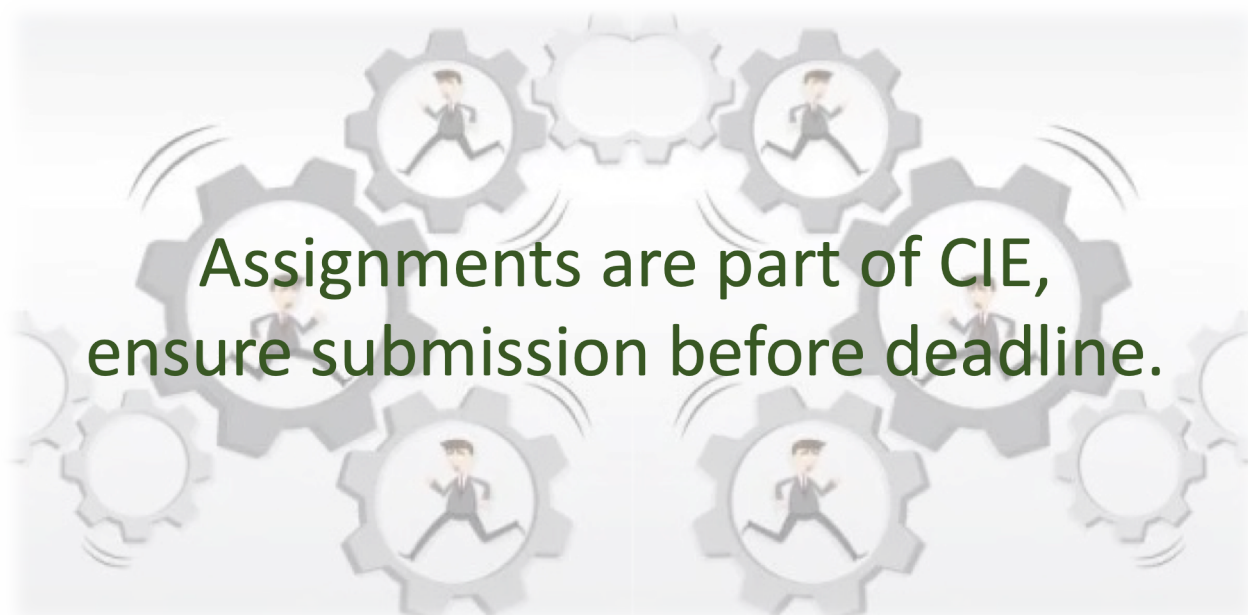 Assignments are part of CIE,
ensure submission before deadline.